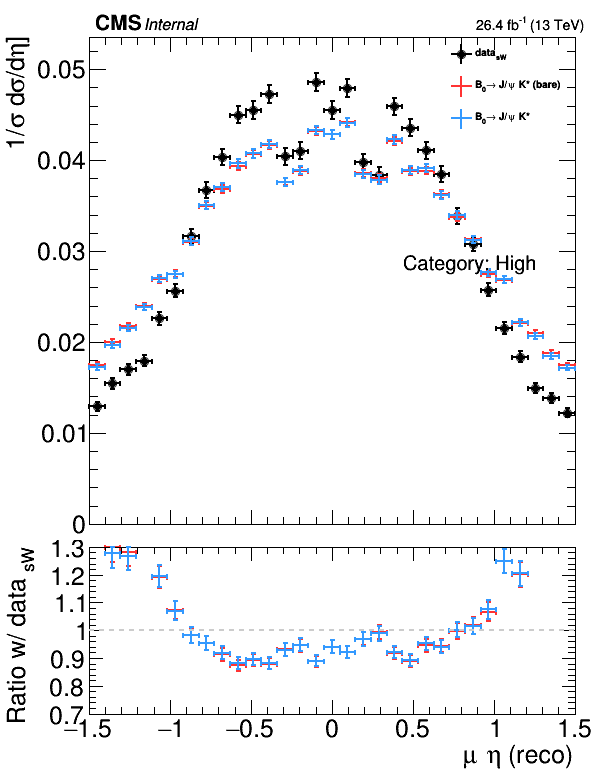 CMS Internal 26.4 fb⁻¹ (13 TeV)
1/σ dσ/dη]
0.05
0.04
0.03
0.02
0.01
0
data_sW
B₀→ J/ψ K* (bare)
B₀→ J/ψ K*
Category: High
Ratio w/ data_sW
1.3
1.2
1.1
1
0.9
0.8
0.7
−1.5 −1 −0.5 0 0.5 1 1.5
μ η (reco)